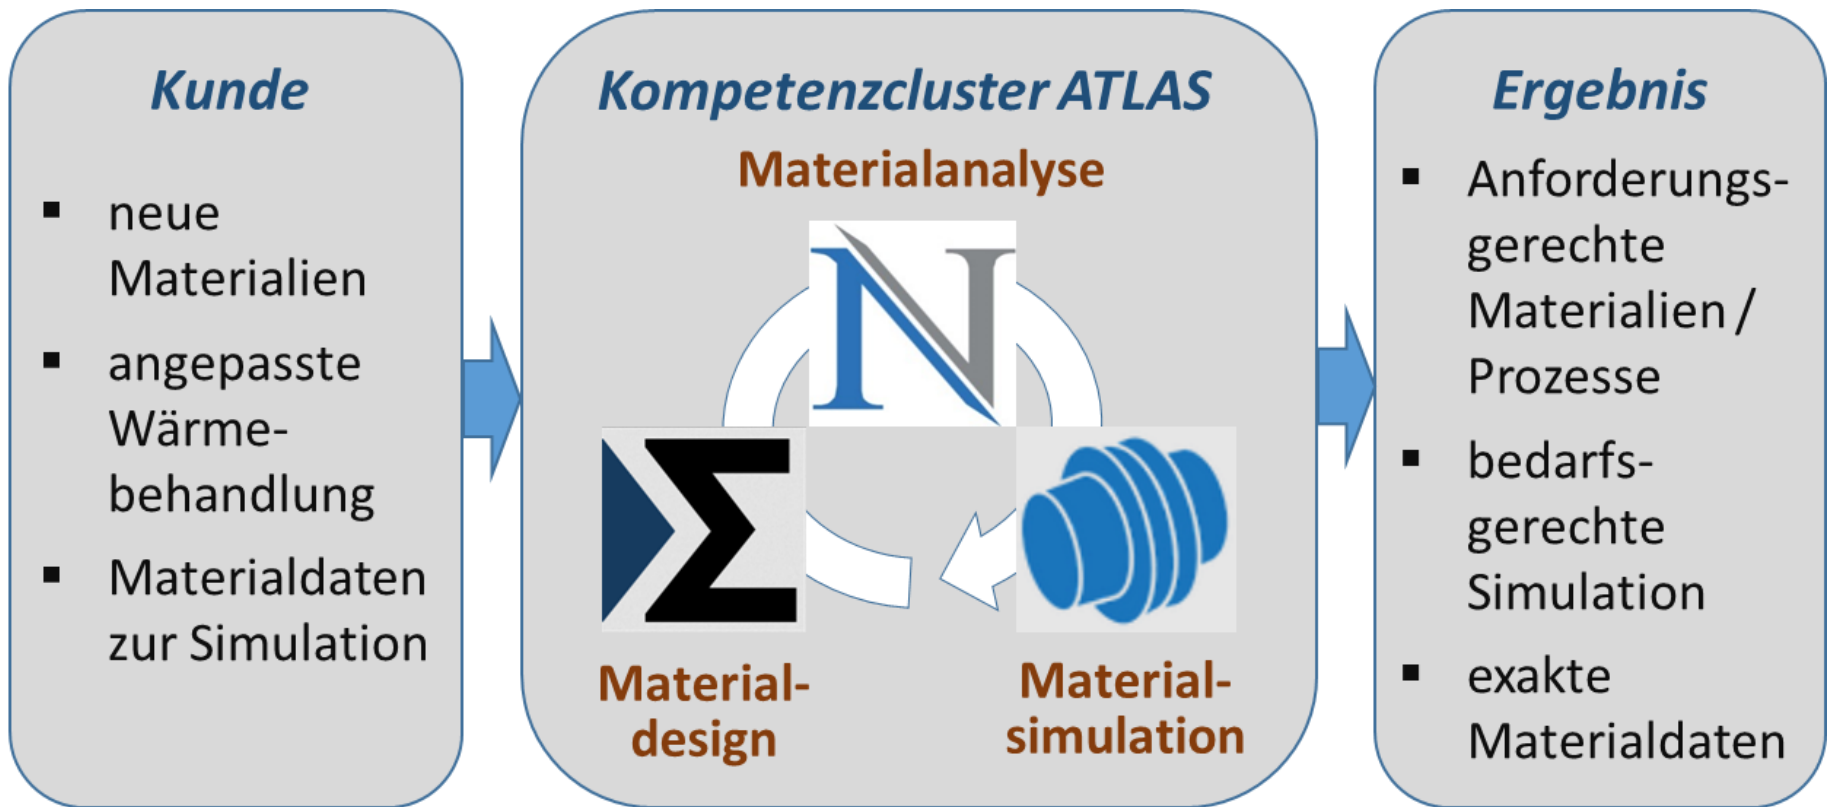 Kunde
neue
Materialien
angepasste
Wärme-
behandlung
Materialdaten
zur Simulation
Kompetenzcluster ATLAS
Materialanalyse
N
Σ
Material-
design
Material-
simulation
Ergebnis
Anforderungs-
gerechte
Materialien /
Prozesse
bedarfs-
gerechte
Simulation
exakte
Materialdaten